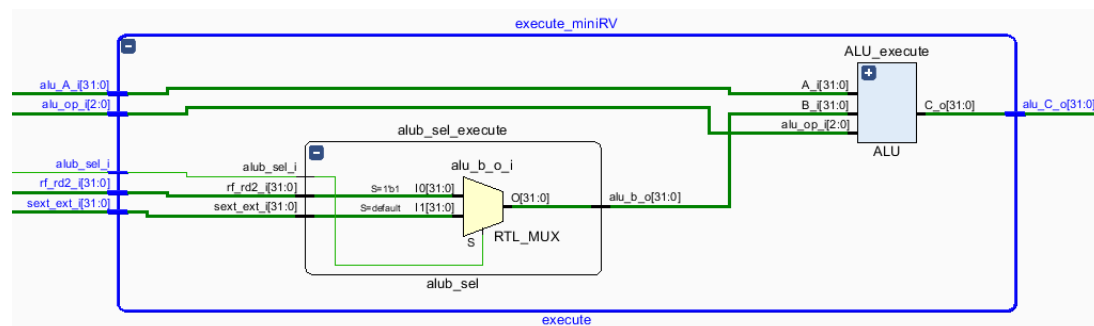 execute_miniRV
ALU_execute
alu_A_i[31:0]
A_i[31:0]
alu_op_i[2:0]
B_i[31:0]
C_o[31:0]
alu_C_o[31:0]
alu_op_i[2:0]
ALU
alub_sel_execute
alub_sel_i
alub_sel_i
alu_b_o_i
rf_rd2_i[31:0]
rf_rd2_i[31:0]
S=1'b1
I0[31:0]
sext_ext_i[31:0]
sext_ext_i[31:0]
S=default
I1[31:0]
O[31:0]
alu_b_o[31:0]
S
RTL_MUX
alub_sel
execute